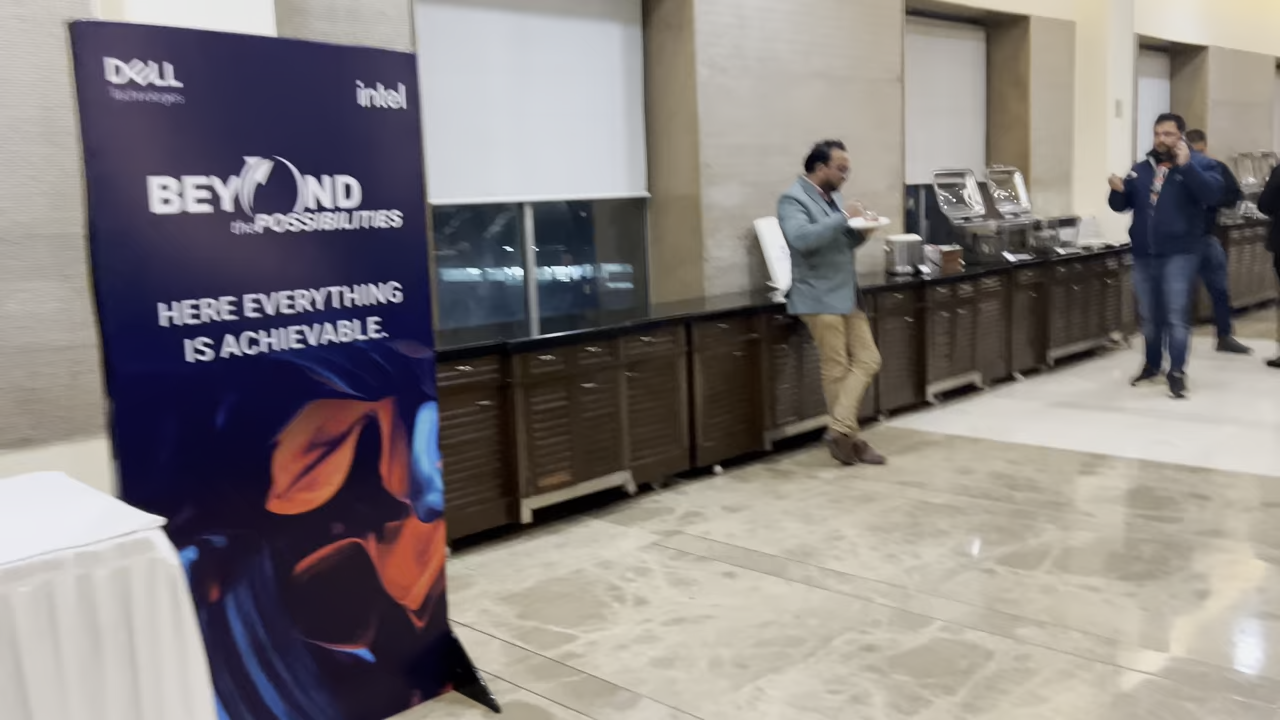 DELL
Technologies
intel
BEYOND
the POSSIBILITIES
HERE EVERYTHING
IS ACHIEVABLE.